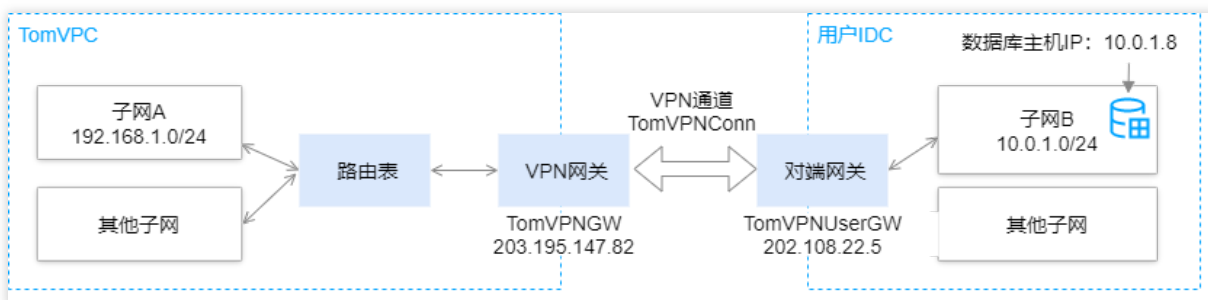 TomVPC
用户IDC
数据库主机IP：10.0.1.8
子网A
192.168.1.0/24
其他子网
路由表
VPN网关
TomVPNGW
203.195.147.82
VPN通道
TomVPNConn
对端网关
TomVPNUserGW
202.108.22.5
子网B
10.0.1.0/24
其他子网